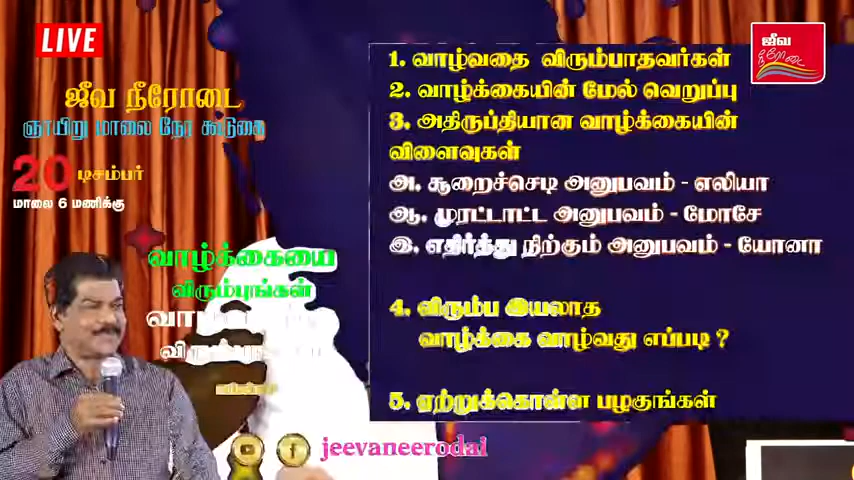 LIVE
ஜீவ நீரோடை
ஞாயிறு மாலை நேர கூடுகை
20 டிசம்பர்
மாலை 6 மணிக்கு
வாழ்க்கையை
விரும்புங்கள்
ஜீவ
நீரோடை
1. வாழ்வதை விரும்பாதவர்கள்
2. வாழ்க்கையின் மேல் வெறுப்பு
3. அதிருப்தியான வாழ்க்கையின்
விளைவுகள்
அ. சூறைச்செடி அனுபவம் - எலியா
ஆ. முரட்டாட்ட அனுபவம் - மோசே
இ. எதிர்த்து நிற்கும் அனுபவம் - யோனா
4. விரும்ப இயலாத
வாழ்க்கை வாழ்வது எப்படி ?
5. ஏற்றுக்கொள்ள பழகுங்கள்
jeevaneerodai